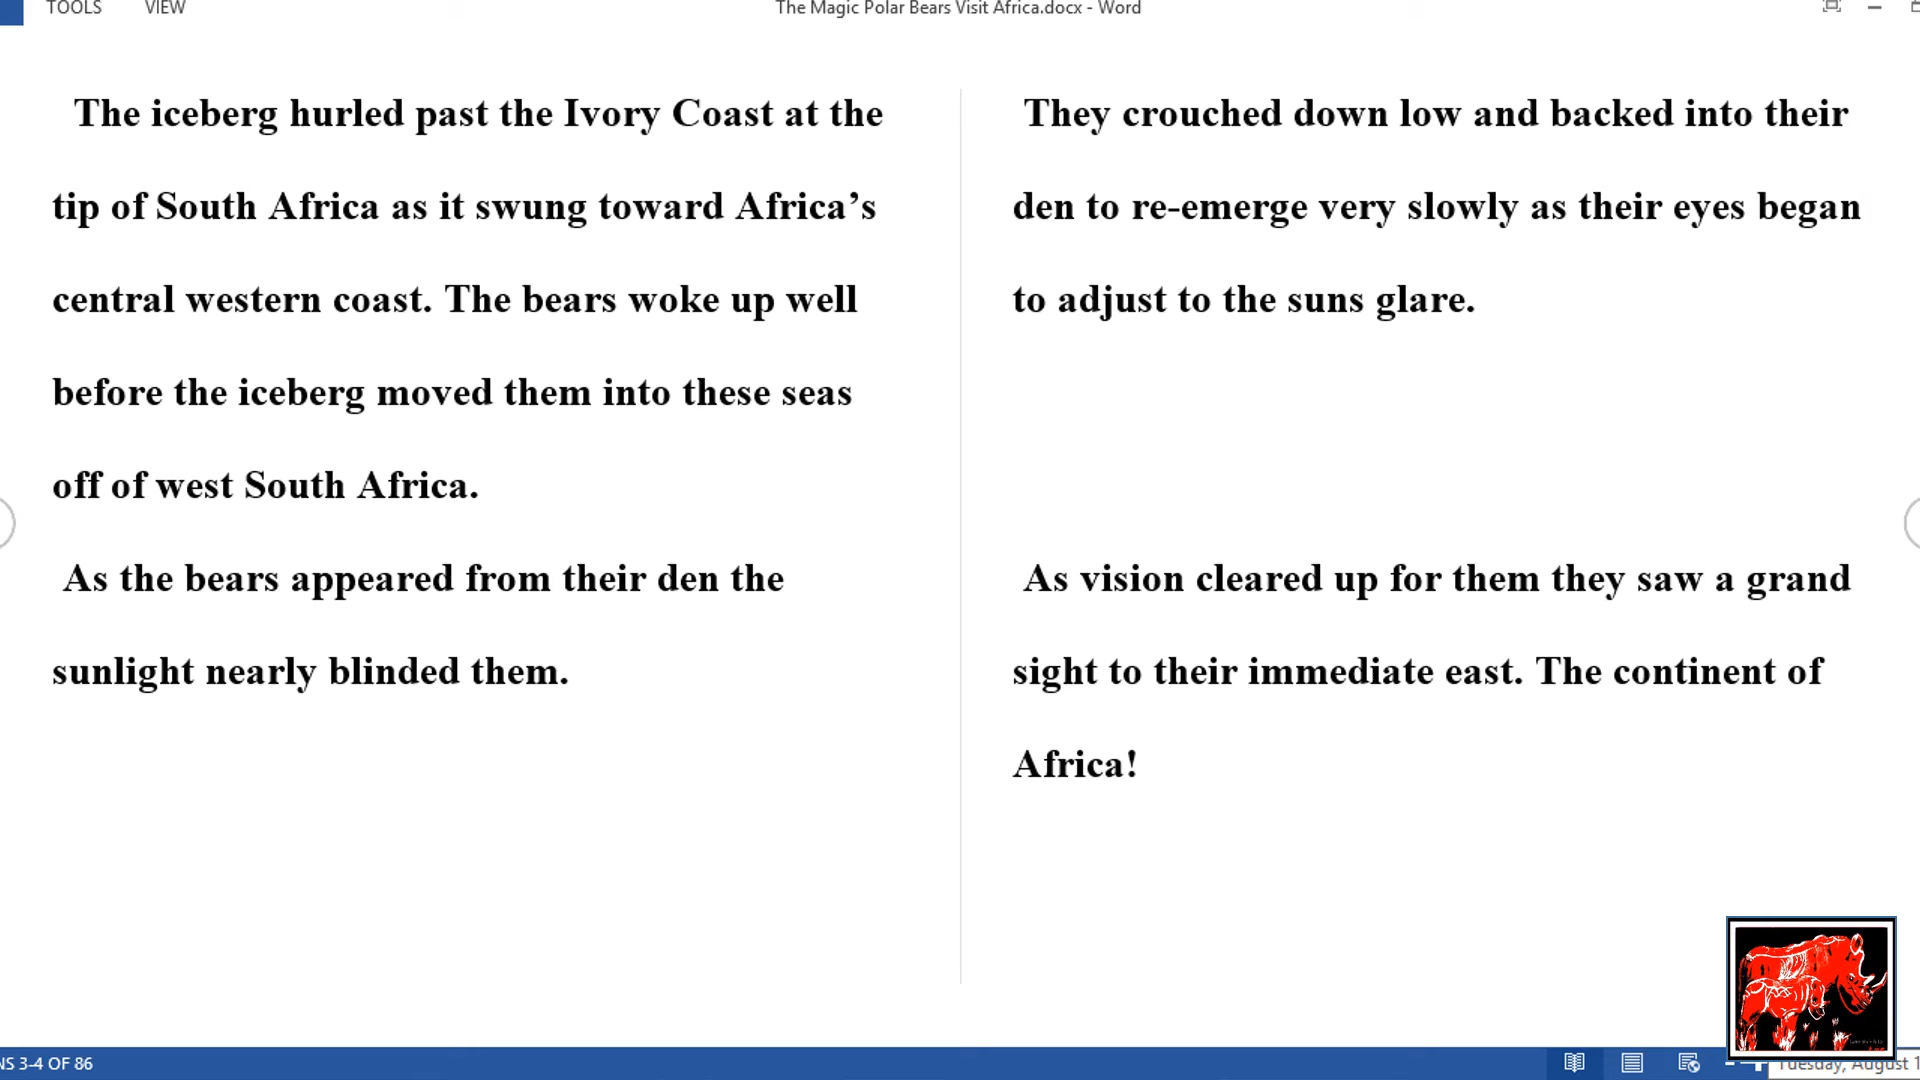 TOOLS VIEW The Magic Polar Bears Visit Africa.docx - Word
The iceberg hurled past the Ivory Coast at the
tip of South Africa as it swung toward Africa’s
central western coast. The bears woke up well
before the iceberg moved them into these seas
off of west South Africa.
As the bears appeared from their den the
sunlight nearly blinded them.
They crouched down low and backed into their
den to re-emerge very slowly as their eyes began
to adjust to the suns glare.
As vision cleared up for them they saw a grand
sight to their immediate east. The continent of
Africa!
NS 3-4 OF 86
Tuesday, August 1